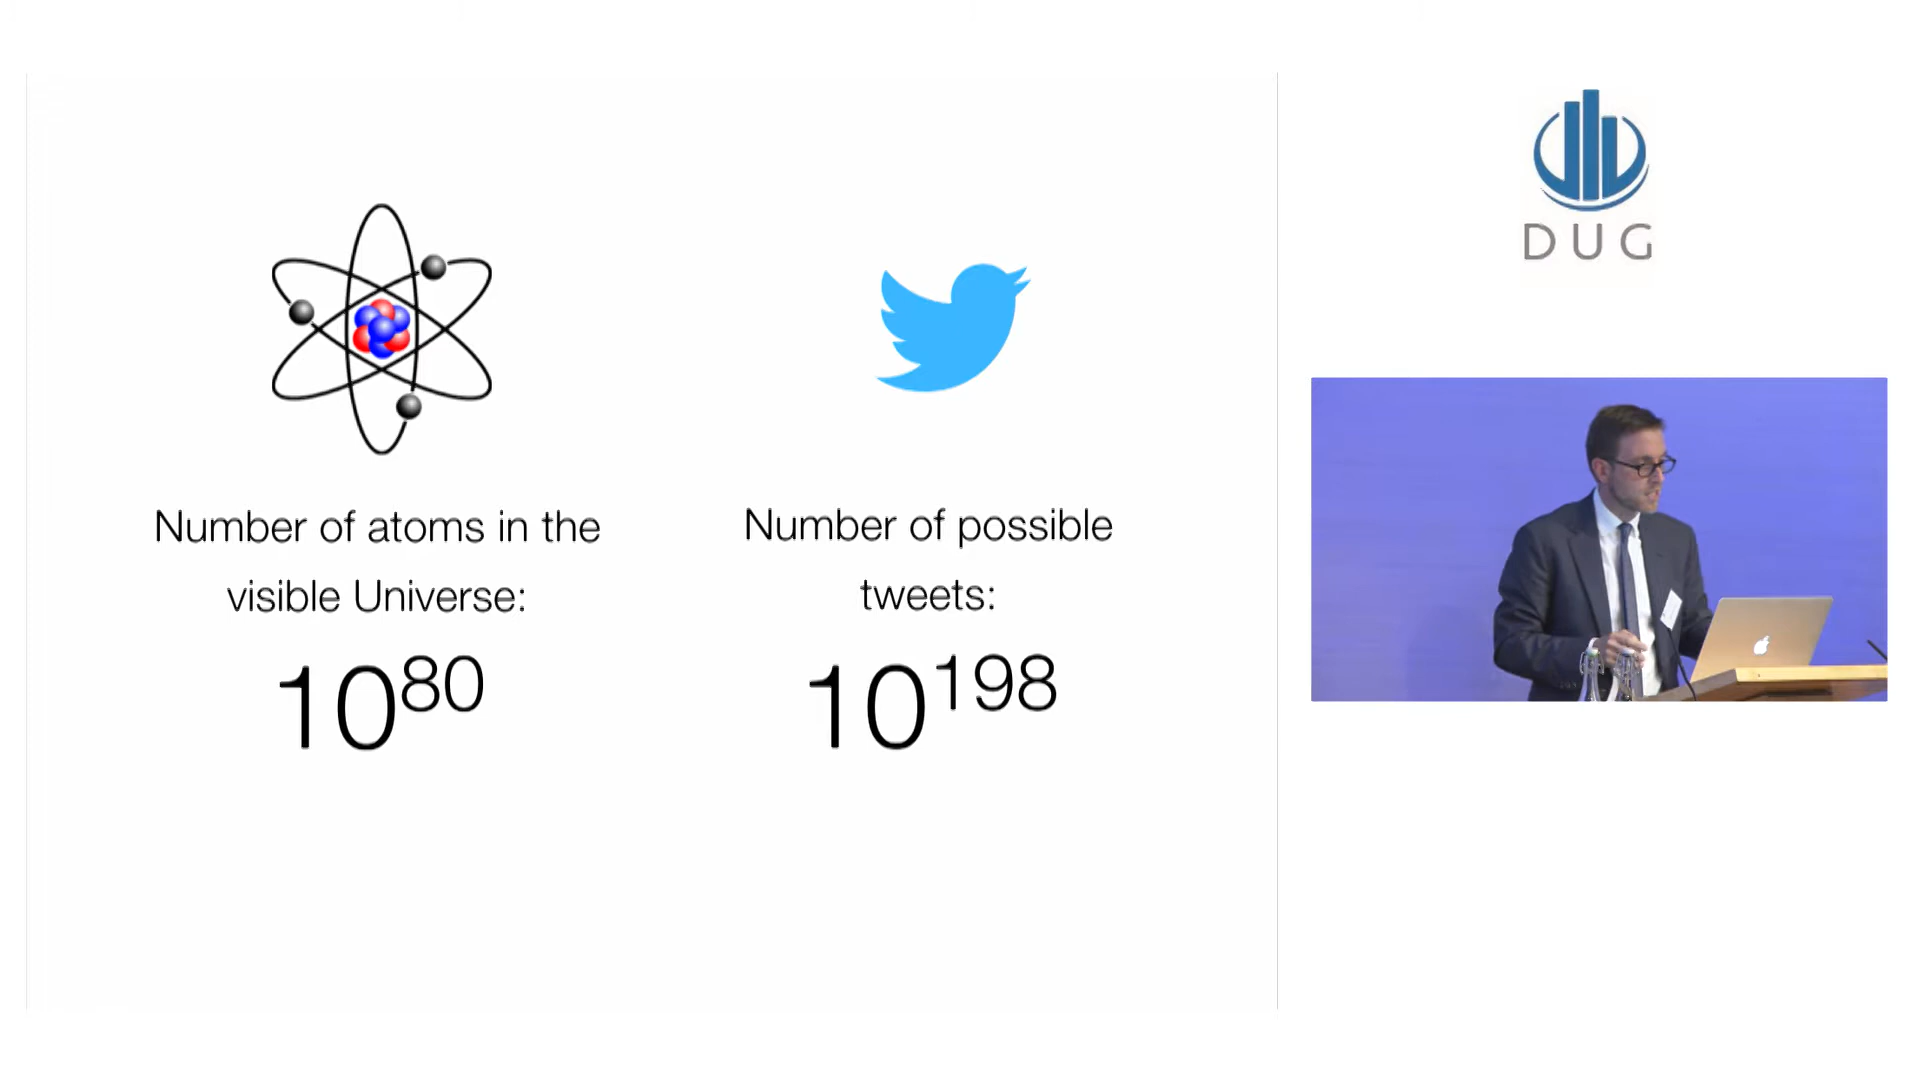 Number of atoms in the
visible Universe:
10⁸⁰
Number of possible
tweets:
10¹⁹⁸
DUG